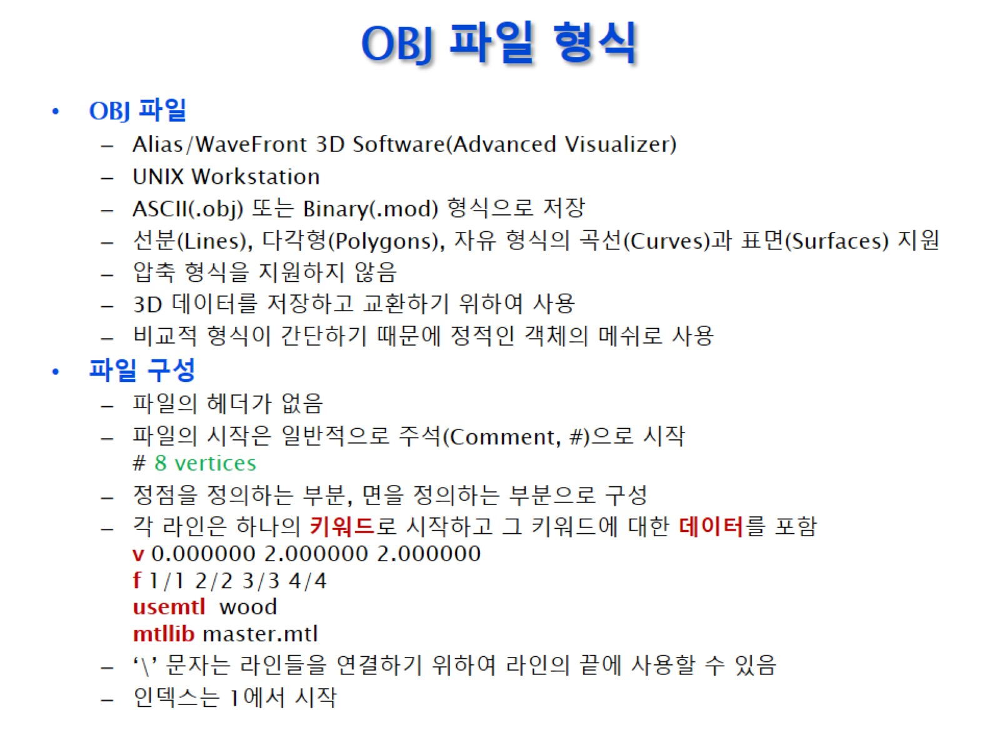 OBJ 파일 형식
• OBJ 파일
– Alias/WaveFront 3D Software(Advanced Visualizer)
– UNIX Workstation
– ASCII(.obj) 또는 Binary(.mod) 형식으로 저장
– 선분(Lines), 다각형(Polygons), 자유 형식의 곡선(Curves)과 표면(Surfaces) 지원
– 압축 형식을 지원하지 않음
– 3D 데이터를 저장하고 교환하기 위하여 사용
– 비교적 형식이 간단하기 때문에 정적인 객체의 메쉬로 사용
• 파일 구성
– 파일의 헤더가 없음
– 파일의 시작은 일반적으로 주석(Comment, #)으로 시작
# 8 vertices
– 정점을 정의하는 부분, 면을 정의하는 부분으로 구성
– 각 라인은 하나의 키워드로 시작하고 그 키워드에 대한 데이터를 포함
v 0.000000 2.000000 2.000000
f 1/1 2/2 3/3 4/4
usemtl wood
mtllib master.mtl
– ‘\’ 문자는 라인들을 연결하기 위하여 라인의 끝에 사용할 수 있음
– 인덱스는 1에서 시작